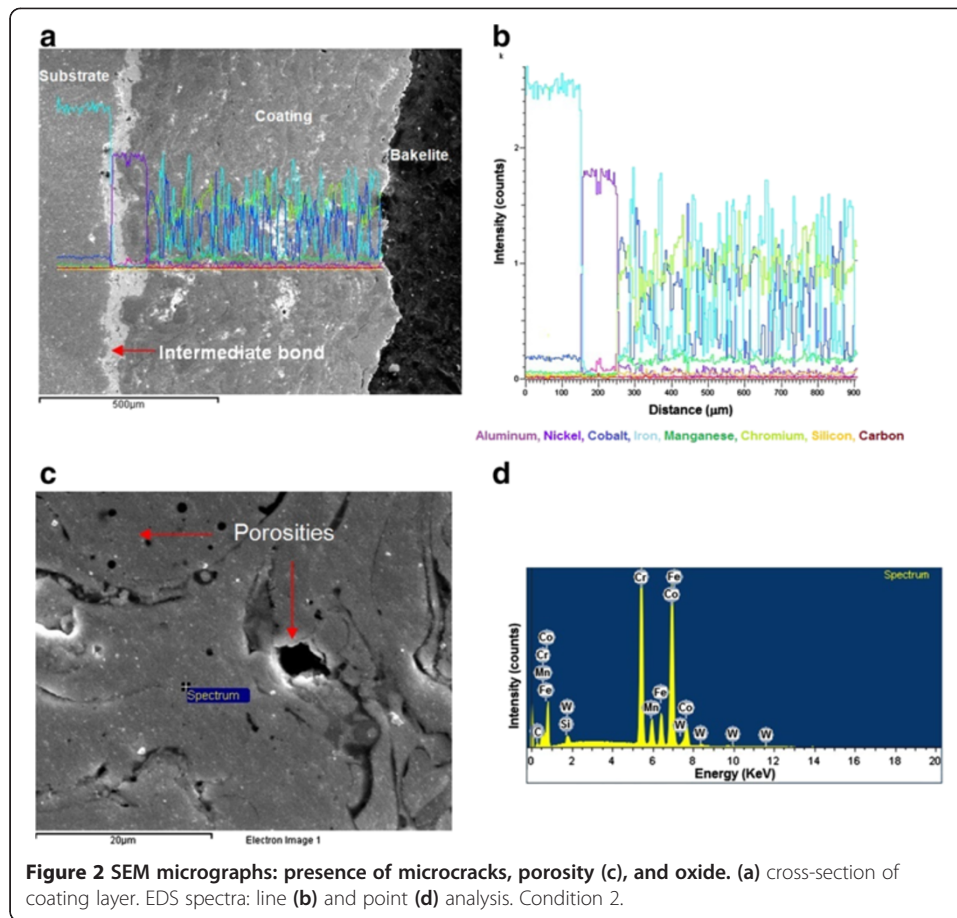 a
Substrate
Coating
Bakelite
Intermediate bond
500µm
b
k
Intensity (counts)
2
1
0
0 100 200 300 400 500 600 700 800 900
Distance (µm)
Aluminum, Nickel, Cobalt, Iron, Manganese, Chromium, Silicon, Carbon
c
Porosities
Spectrum
20µm
Electron Image 1
d
Spectrum
Intensity (counts)
Cr
Fe
Co
Co
Cr
Mn
Fe
C
W
Si
Mn
Fe
W
Co
W
W
W
0 2 4 6 8 10 12 14 16 18 20
Energy (KeV)
Figure 2 SEM micrographs: presence of microcracks, porosity (c), and oxide. (a) cross-section of
coating layer. EDS spectra: line (b) and point (d) analysis. Condition 2.